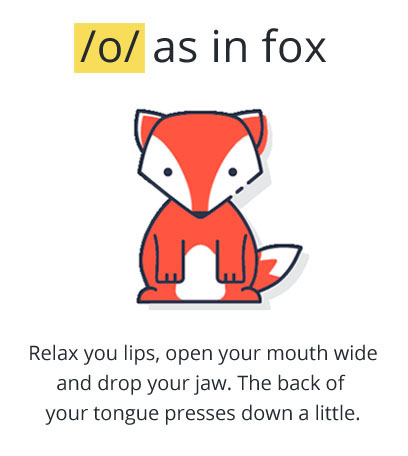 /o/ as in fox
Relax you lips, open your mouth wide
and drop your jaw. The back of
your tongue presses down a little.